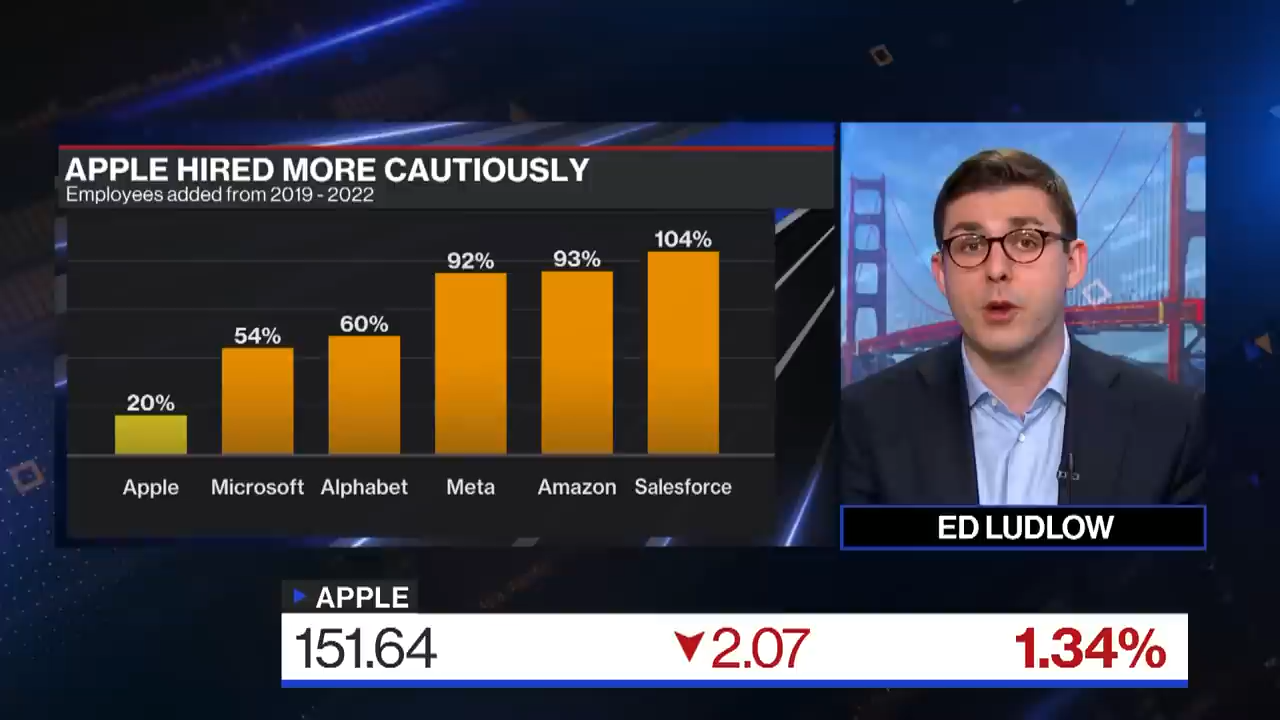 APPLE HIRED MORE CAUTIOUSLY
Employees added from 2019 - 2022
20%
54%
60%
92%
93%
104%
Apple
Microsoft
Alphabet
Meta
Amazon
Salesforce
ED LUDLOW
APPLE
151.64
2.07
1.34%